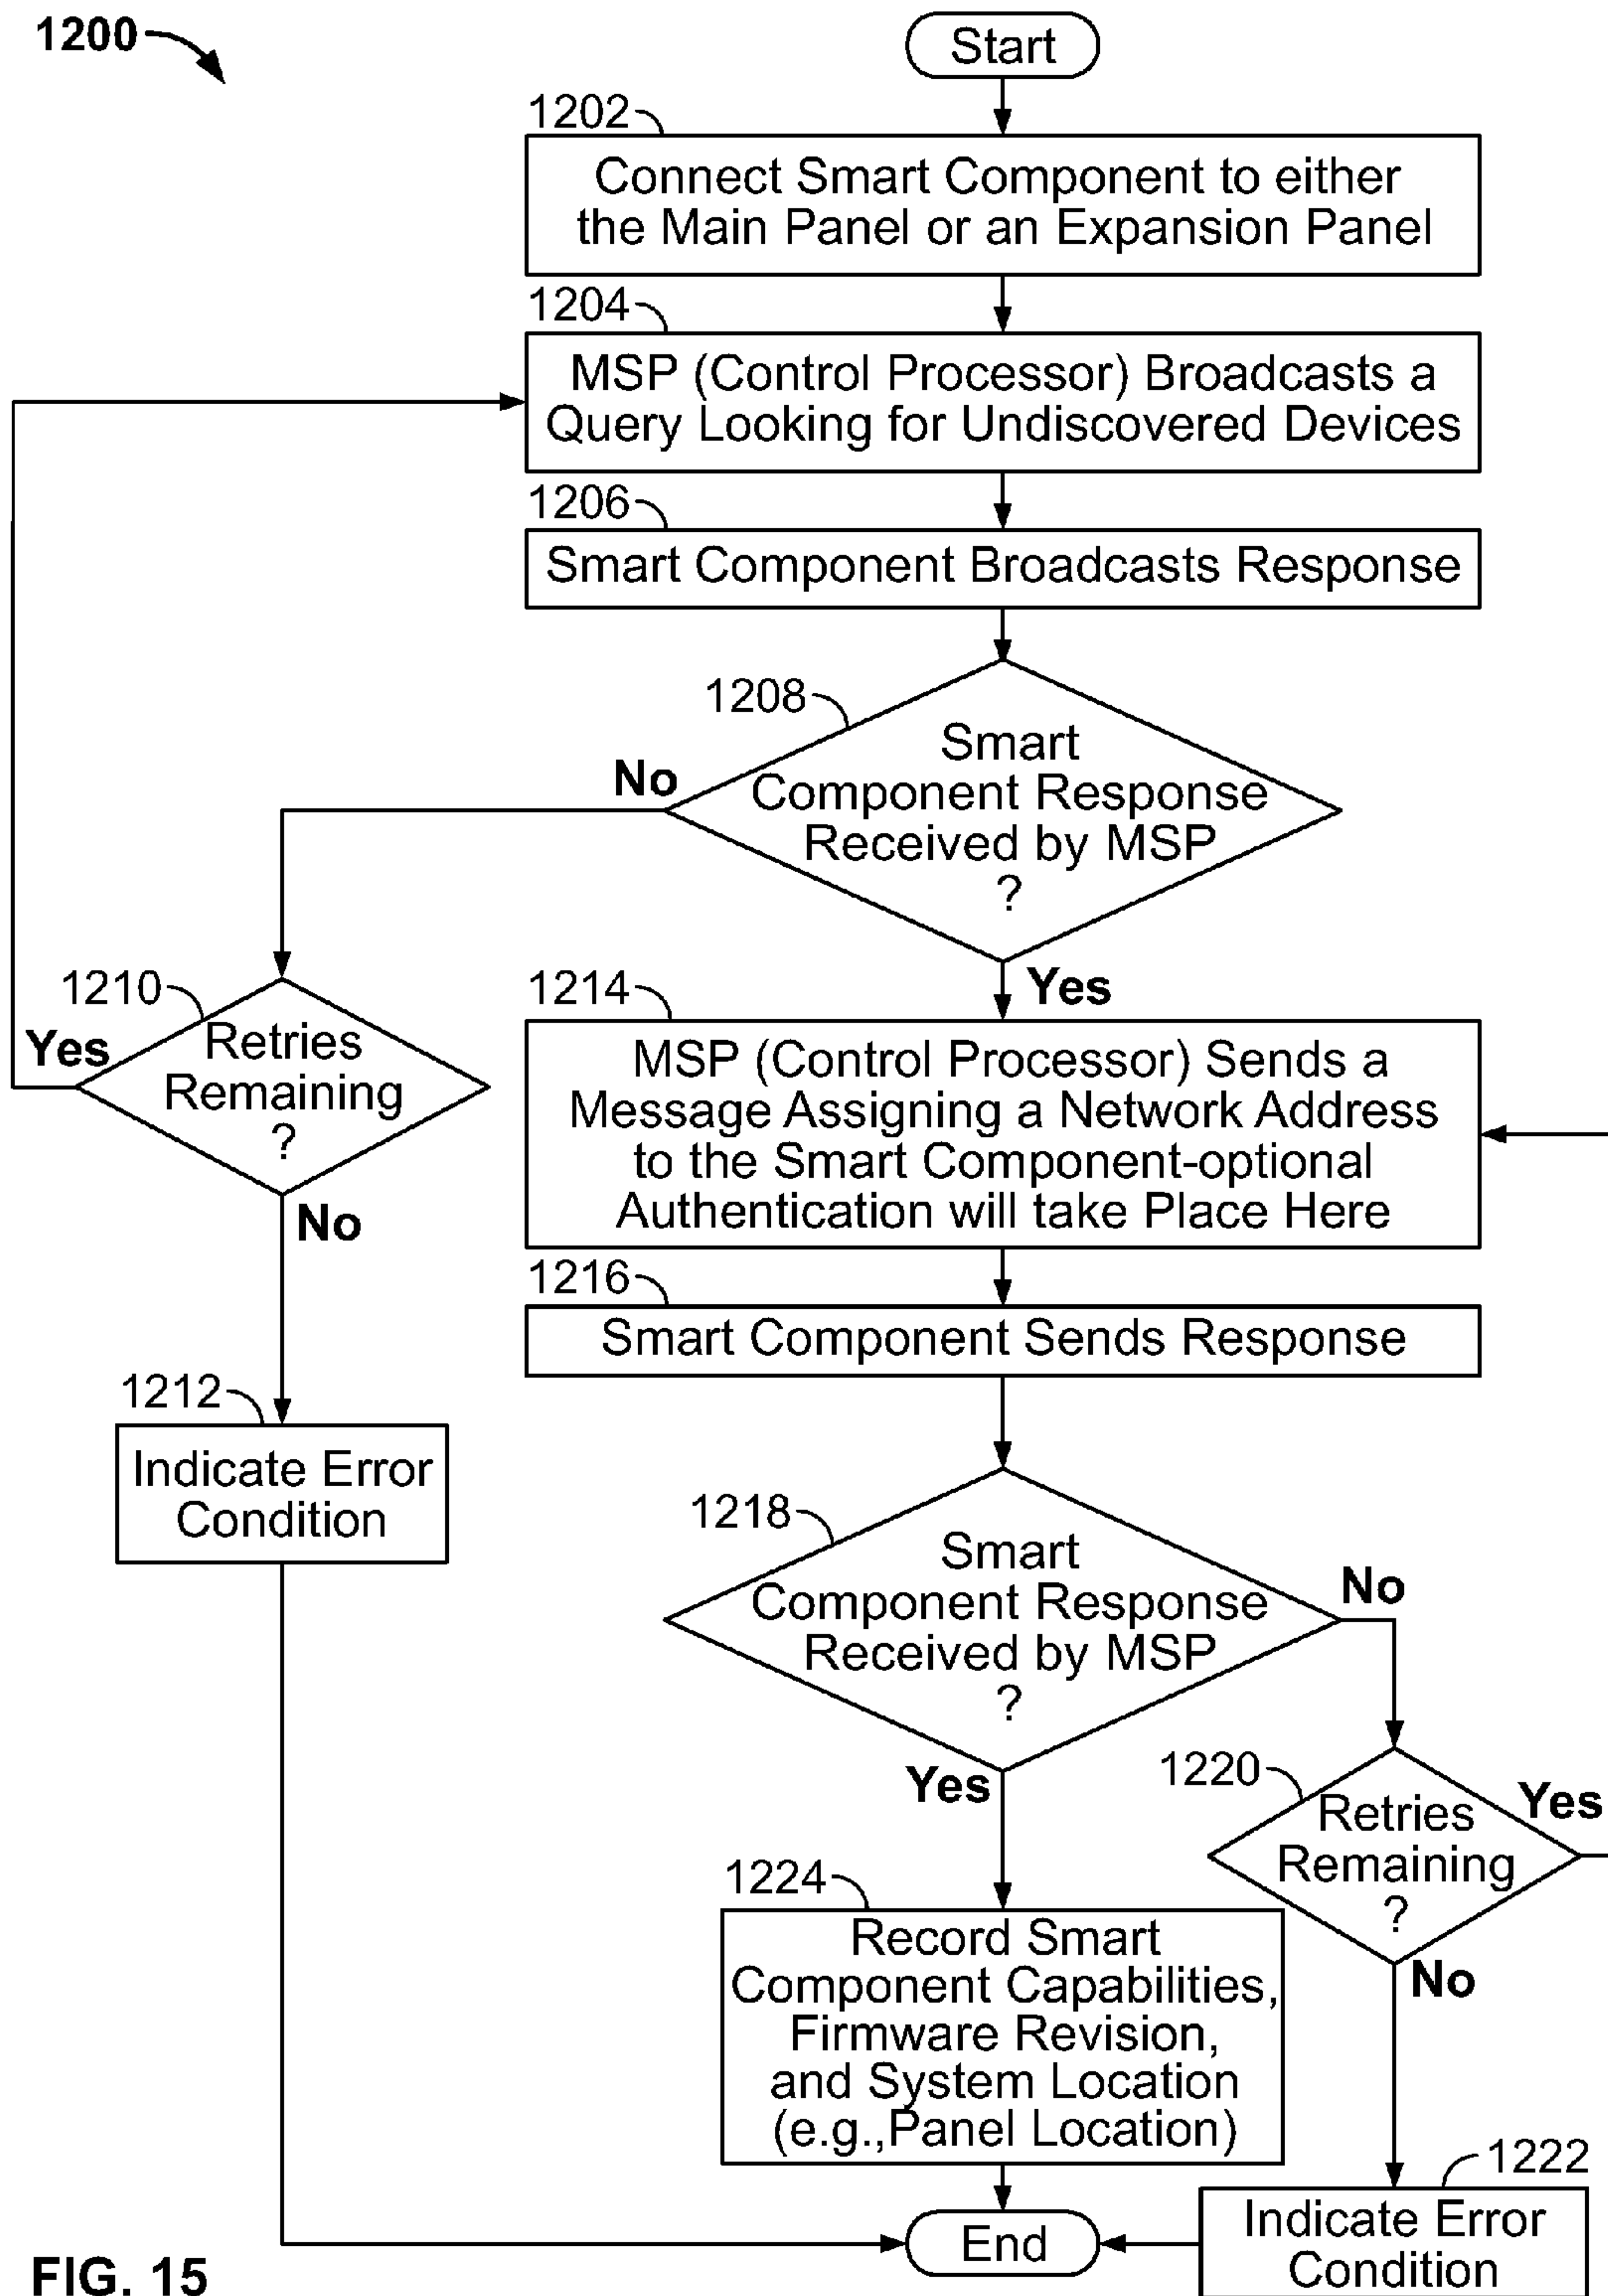 1200
Start
1202
Connect Smart Component to either
the Main Panel or an Expansion Panel
1204
MSP (Control Processor) Broadcasts a
Query Looking for Undiscovered Devices
1206
Smart Component Broadcasts Response
1208
Smart
Component Response
Received by MSP
?
No
Yes
1210
Retries
Remaining
?
Yes
No
1212
Indicate Error
Condition
1214
MSP (Control Processor) Sends a
Message Assigning a Network Address
to the Smart Component-optional
Authentication will take Place Here
1216
Smart Component Sends Response
1218
Smart
Component Response
Received by MSP
?
No
Yes
1220
Retries
Remaining
?
Yes
No
1224
Record Smart
Component Capabilities,
Firmware Revision,
and System Location
(e.g.,Panel Location)
1222
Indicate Error
Condition
End
FIG. 15